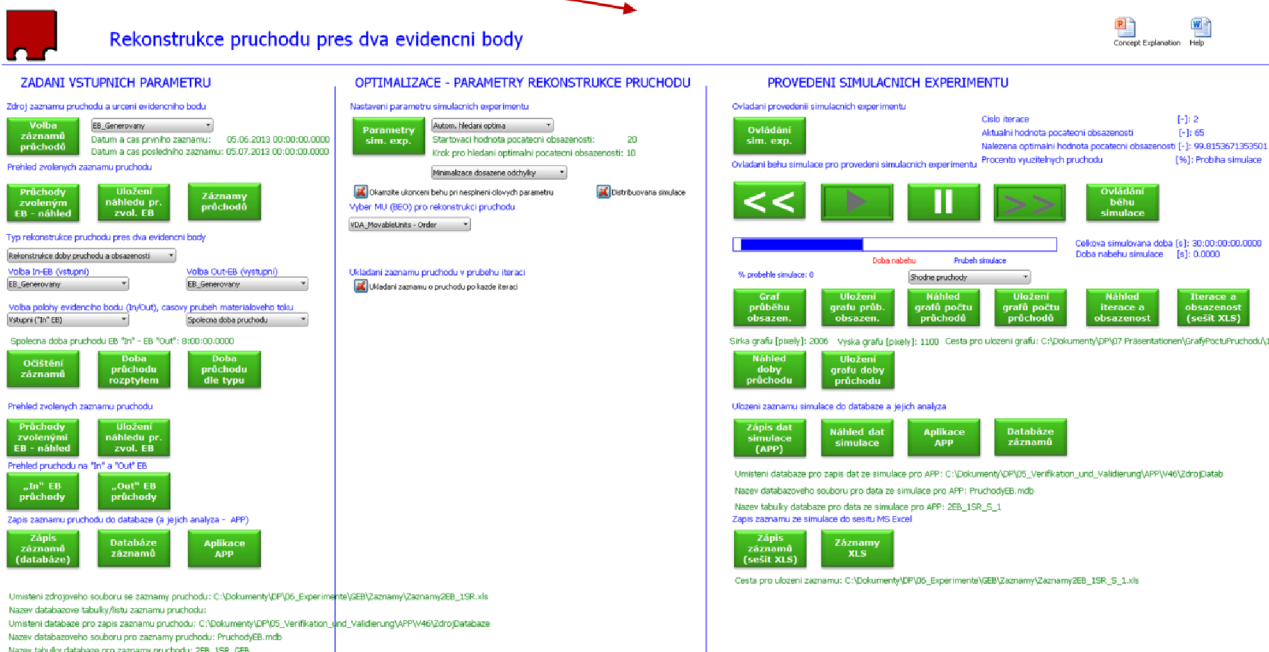 Rekonstrukce pruchodu pres dva evidencni body
Concept Explanation
Help
ZADANI VSTUPNICH PARAMETRU
Zdroj zaznamu pruchodu a urceni evidencniho bodu
Volba
záznamů
průchodů
EB_Generovany
Datum a cas prvniho zaznamu: 05.06.2013 00:00:00.0000
Datum a cas posledniho zaznamu: 05.07.2013 00:00:00.0000
Prehled zvolenych zaznamu pruchodu
Průchody
zvoleným
EB - náhled
Uložení
náhledu pr.
zvol. EB
Záznamy
průchodů
Typ rekonstrukce pruchodu pres dva evidencni body
Rekonstrukce doby pruchodu a obsazenosti
Volba In-EB (vstupni)
Volba Out-EB (vystupni)
EB_Generovany
EB_Generovany
Volba polohy evidencniho bodu (In/Out), casovy prubeh materialoveho toku
Vstupni ("In" EB)
Spolecna doba pruchodu
Spolecna doba pruchodu EB "In" - EB "Out": 8:00:00.0000
Očištění
záznamů
Doba
průchodu
rozptylem
Doba
průchodu
dle typu
Prehled zvolenych zaznamu pruchodu
Průchody
zvolenými
EB - náhled
Uložení
náhledu pr.
zvol. EB
Prehled pruchodu na "In" a "Out" EB
„In" EB
průchody
„Out" EB
průchody
Zapis zaznamu pruchodu do databaze (a jejich analyza - APP)
Zápis
záznamů
(databáze)
Databáze
záznamů
Aplikace
APP
Umisteni zdrojoveho souboru se zaznamy pruchodu: C:\Dokumenty\DP\06_Experimente\GEB\Zaznamy\Zaznamy2EB_1SR.xls
Nazev databazove tabulky/listu zaznamu pruchodu:
Umisteni databaze pro zapis zaznamu pruchodu: C:\Dokumenty\DP\05_Verifikation_und_Validierung\APP\V46\ZdrojDatabaze
Nazev databazoveho souboru pro zaznamy pruchodu: PruchodyEB.mdb
Nazev tabulky databaze pro zaznamy pruchodu: 2EB_1SR_GEB
OPTIMALIZACE - PARAMETRY REKONSTRUKCE PRUCHODU
Nastaveni parametru simulacnich experimentu
Parametry
sim. exp.
Autom. hledani optima
Startovaci hodnota pocatecni obsazenosti: 20
Krok pro hledani optimalni pocatecni obsazenosti: 10
Minimalizace dosazene odchylky
Okamzite ukonceni behu pri nesplneni cilovych parametru
Distribuovana simulace
Vyber MU (BEO) pro rekonstrukci pruchodu
VDA_MovableUnits - Order
Ukladani zaznamu pruchodu v prubehu iteraci
Ukladani zaznamu o pruchodu po kazde iteraci
PROVEDENI SIMULACNICH EXPERIMENTU
Ovladani provedenii simulacnich experimentu
Ovládání
sim. exp.
Cislo iterace [-]: 2
Aktualni hodnota pocatecni obsazenosti [-]: 65
Nalezena optimalni hodnota pocatecni obsazenosti [-]: 99.8153671353501
Procento vyuzitelnych pruchodu [%]: Probiha simulace
Ovladani behu simulace pro provedeni simulacnich experimentu
<<
>>
Ovládání
běhu
simulace
Celkova simulovana doba [s]: 30:00:00:00.0000
Doba nabehu simulace [s]: 0.0000
Doba nabehu
Prubeh simulace
% probehle simulace: 0
Shodne pruchody
Graf
průběhu
obsazen.
Uložení
grafu průb.
obsazen.
Náhled
grafů počtu
průchodů
Uložení
grafů počtu
průchodů
Náhled
iterace a
obsazenost
Iterace a
obsazenost
(sešit XLS)
Sirka grafu [pixely]: 2006 Vyska grafu [pixely]: 1100 Cesta pro ulozeni grafu: C:\Dokumenty\DP\07 Präsentationen\GrafyPoctuPruchodu\1
Náhled
doby
průchodu
Uložení
grafu doby
průchodu
Ulozeni zaznamu simulace do databaze a jejich analyza
Zápis dat
simulace
(APP)
Náhled dat
simulace
Aplikace
APP
Databáze
záznamů
Umisteni databaze pro zapis dat ze simulace pro APP: C:\Dokumenty\DP\05_Verifikation_und_Validierung\APP\V46\ZdrojDatab
Nazev databazoveho souboru pro data ze simulace pro APP: PruchodyEB.mdb
Nazev tabulky databaze pro data ze simulace pro APP: 2EB_1SR_S_1
Zapis zaznamu ze simulace do sesitu MS Excel
Zápis
záznamů
(sešit XLS)
Záznamy
XLS
Cesta pro ulozeni zaznamu: C:\Dokumenty\DP\06_Experimente\GEB\Zaznamy\Zaznamy2EB_1SR_S_1.xls